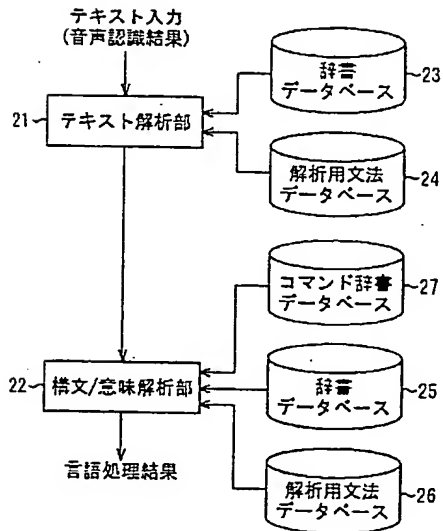 テキスト入力
(音声認識結果)
辞書
データベース
23
21
テキスト解析部
解析用文法
データベース
24
コマンド辞書
データベース
27
22
構文/意味解析部
辞書
データベース
25
言語処理結果
解析用文法
データベース
26